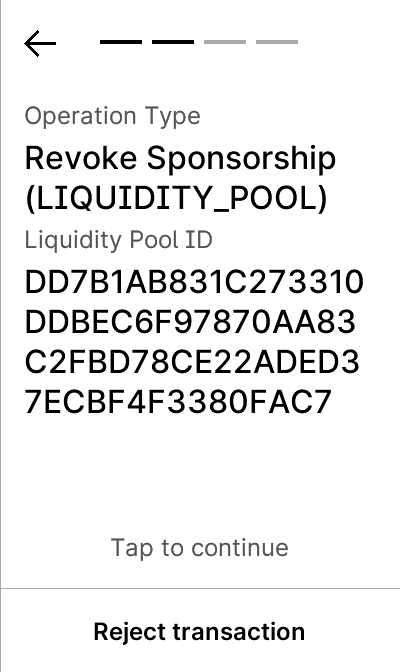 Operation Type
Revoke Sponsorship
(LIQUIDITY_POOL)
Liquidity Pool ID
DD7B1AB831C273310
DDBEC6F97870AA83
C2FBD78CE22ADED3
7ECBF4F3380FAC7
Tap to continue
Reject transaction